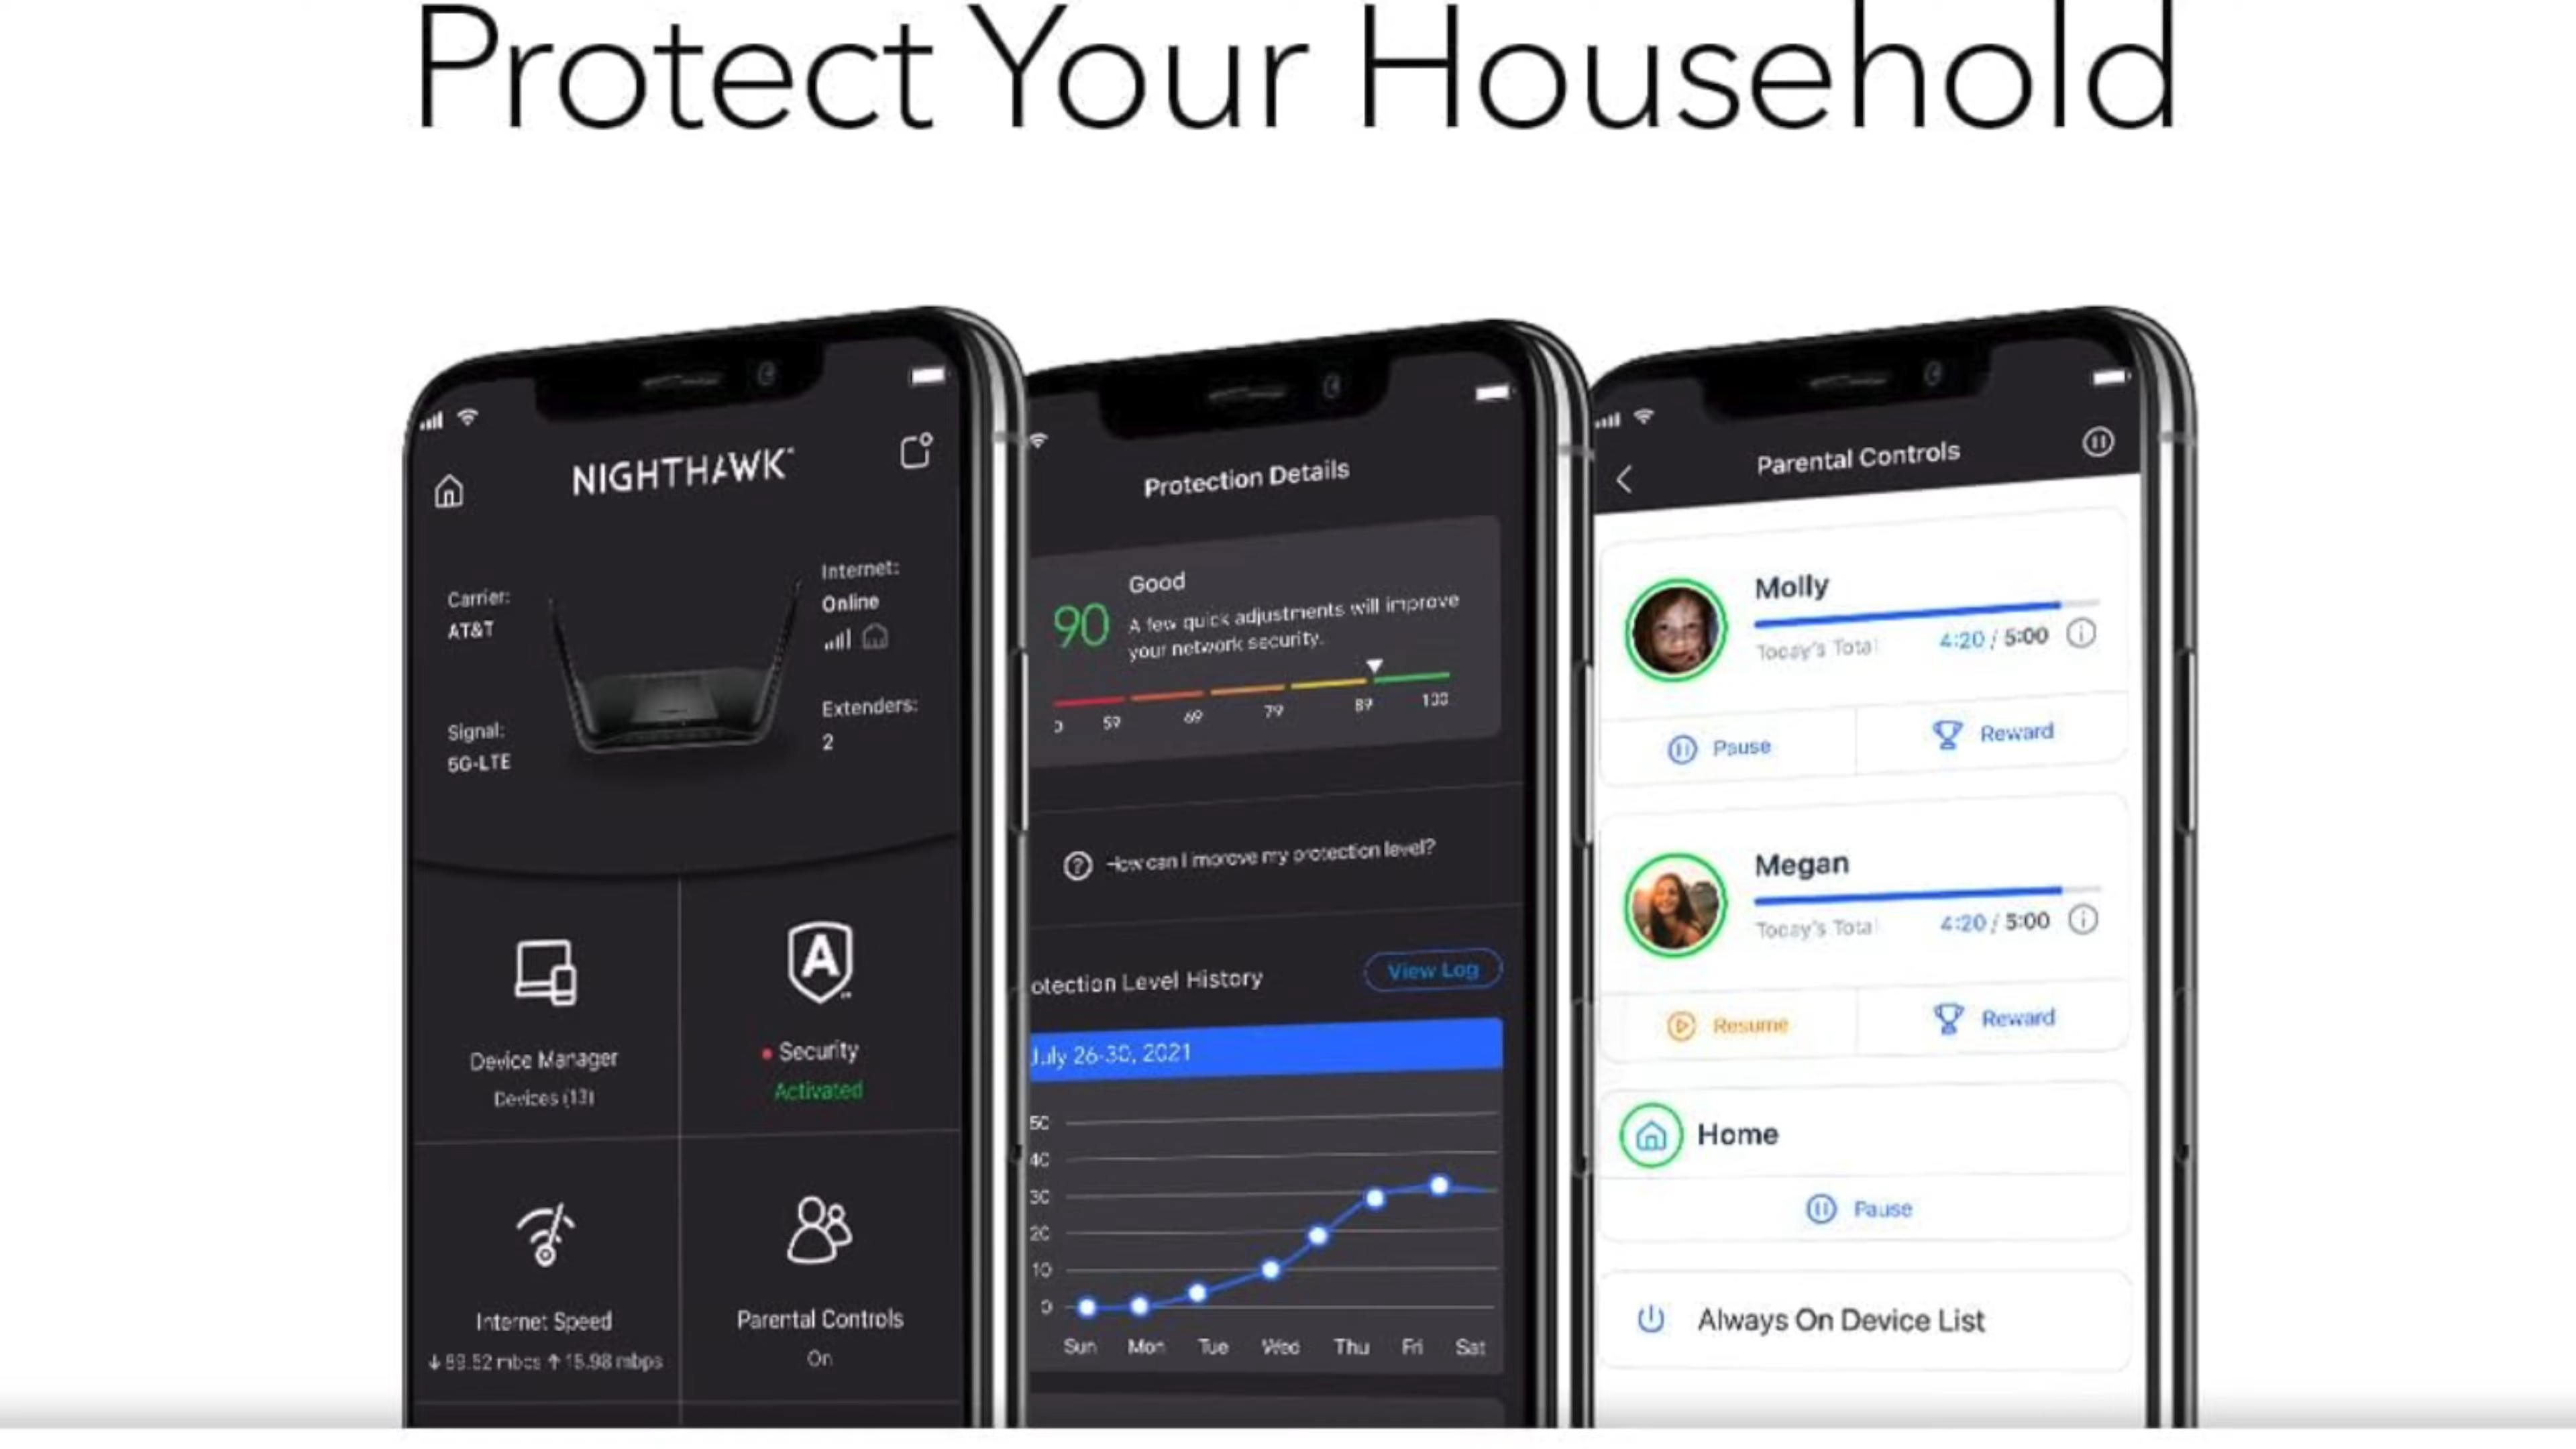 Protect Your Household
NIGHTHAWK
Carrier:
AT&T
Internet:
Online
Signal:
5G-LTE
Extenders:
2
Device Manager
Devices (13)
Security
Activated
Internet Speed
15.98 mbps
Parental Controls
On
Protection Details
90
Good
A few quick adjustments will improve
your network security.
0 59 69 79 89 100
How can I improve my protection level?
otection Level History
View Log
July 26-30, 2021
50
40
30
20
10
0
Sun Mon Tue Wed Thu Fri Sat
Parental Controls
Molly
Today's Total 4:20 / 5:00
Pause
Reward
Megan
Today's Total 4:20 / 5:00
Resume
Reward
Home
Pause
Always On Device List